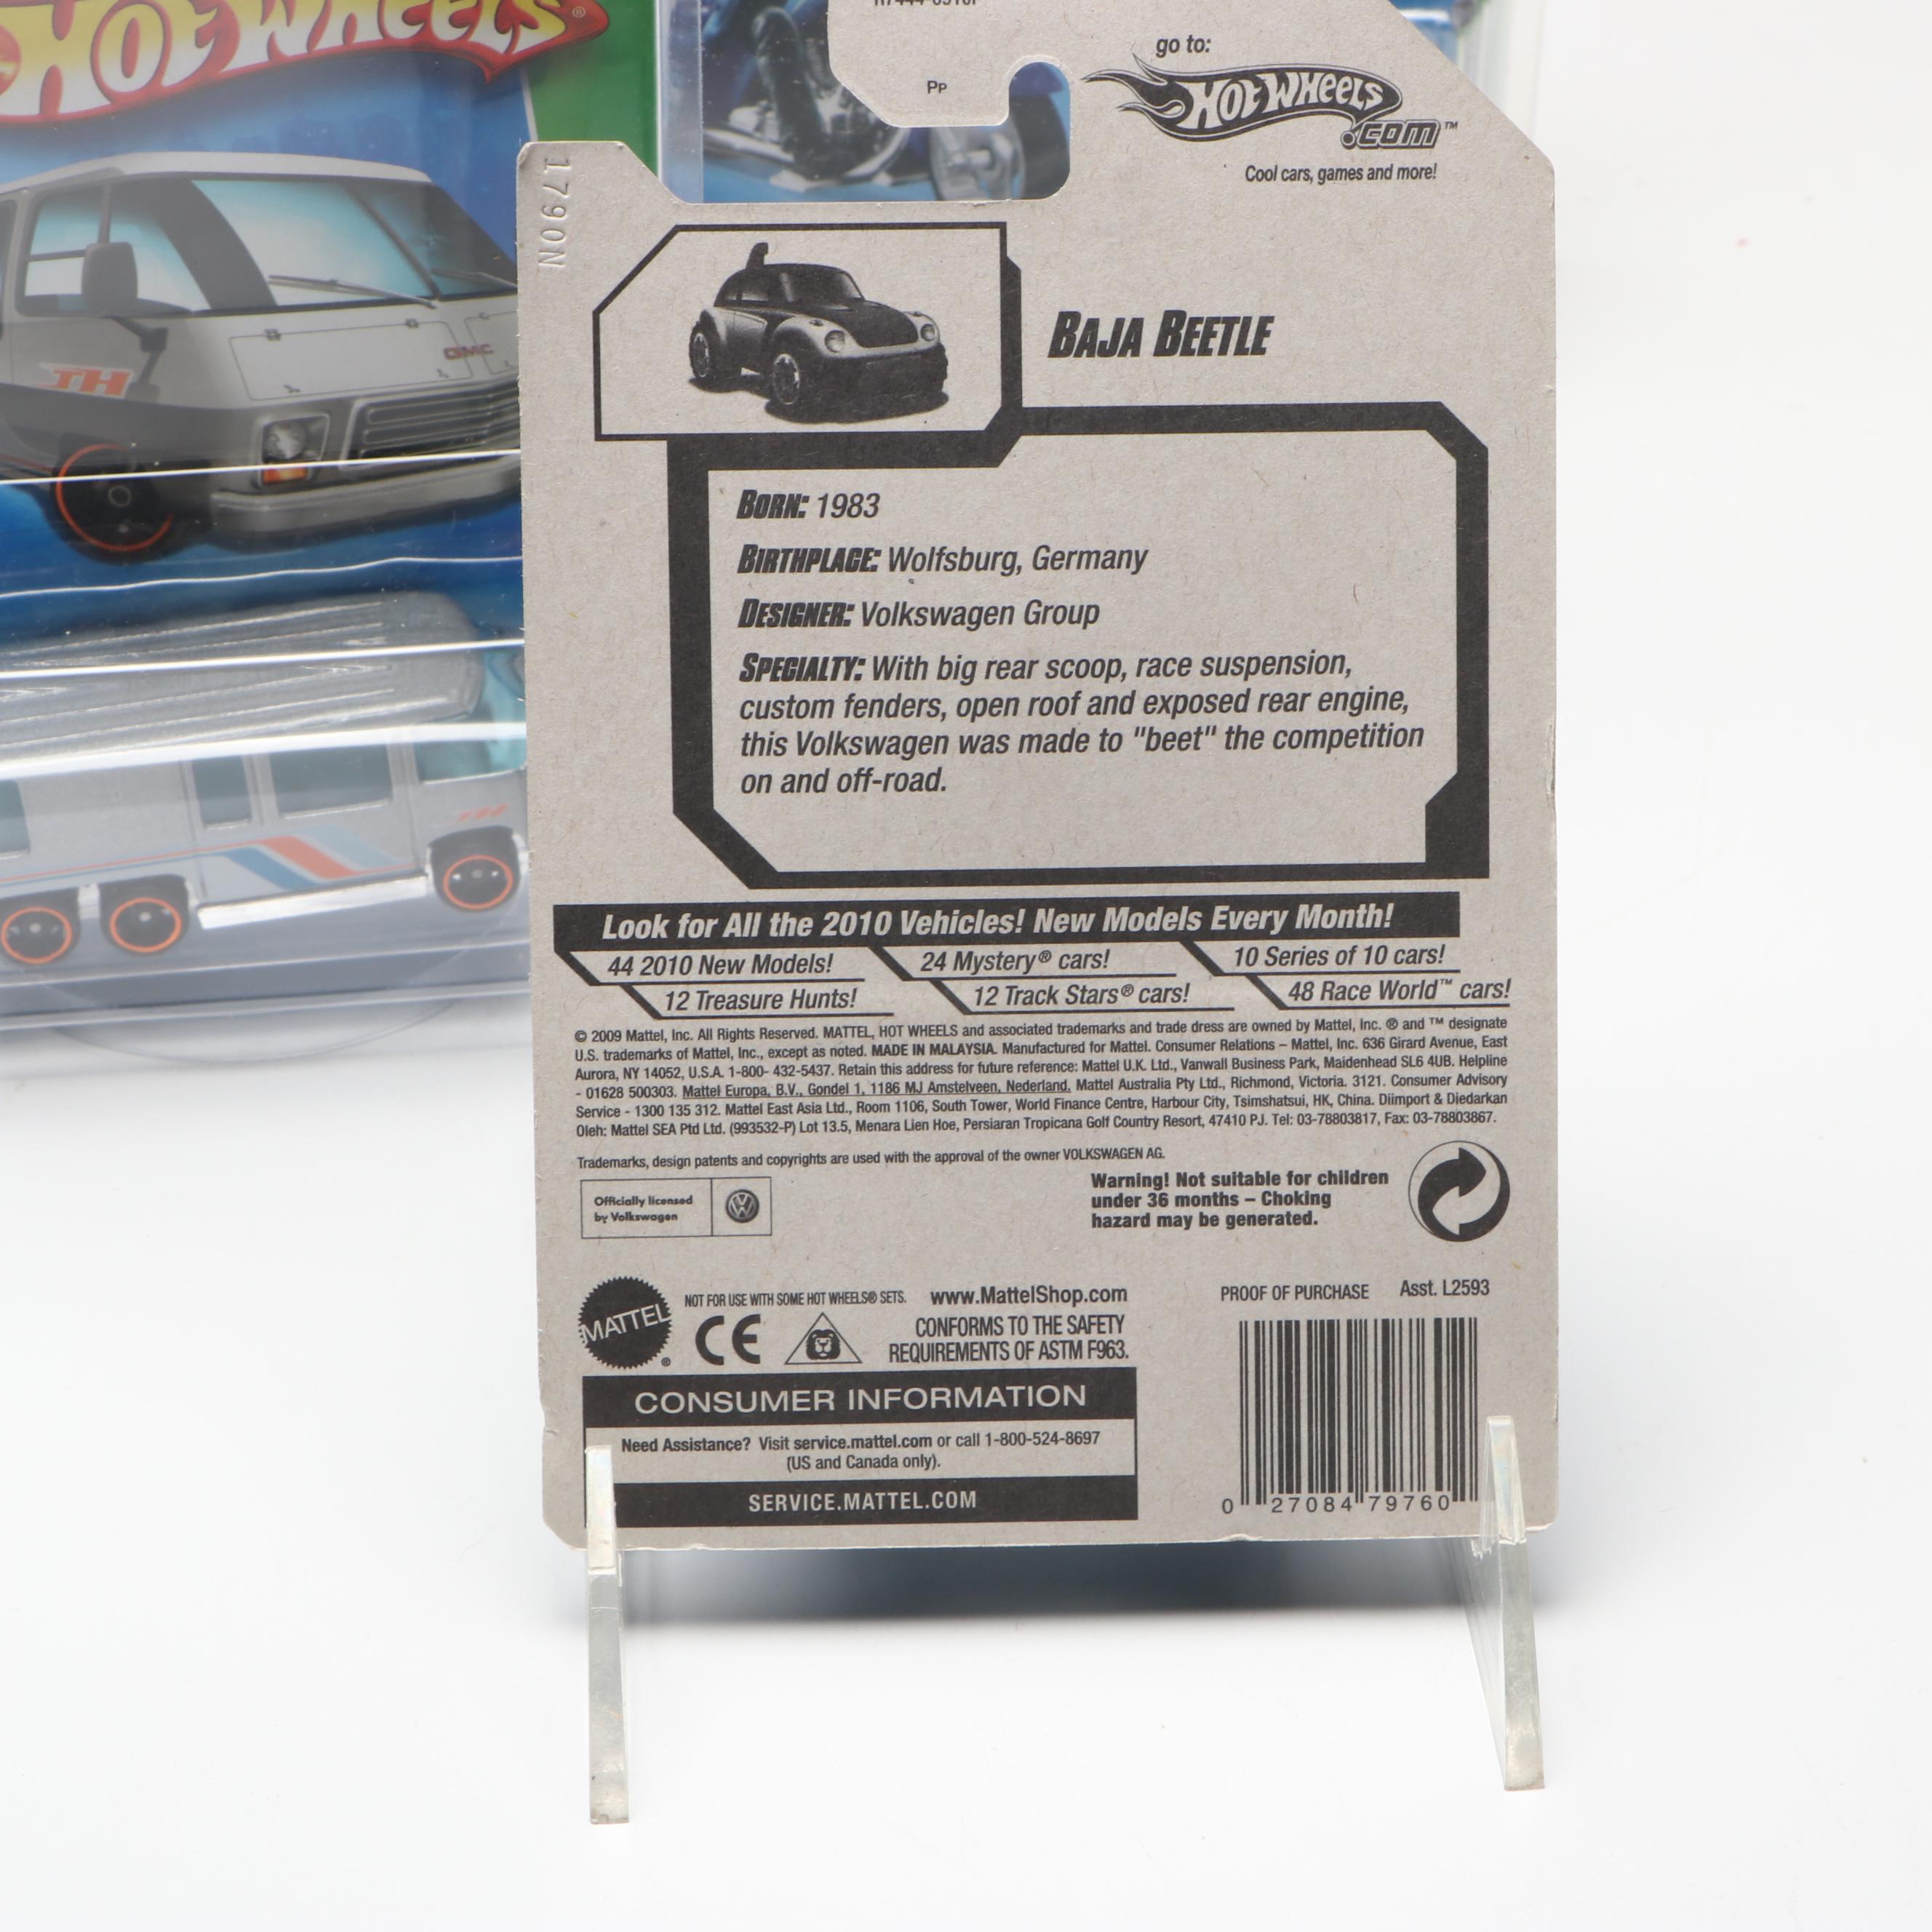 HOT WHEELS®
TH
GMC
1790N
Pp
go to:
HOT WHEELS
.COM™
Cool cars, games and more!
BAJA BEETLE
BORN: 1983
BIRTHPLACE: Wolfsburg, Germany
DESIGNER: Volkswagen Group
SPECIALTY: With big rear scoop, race suspension,
custom fenders, open roof and exposed rear engine,
this Volkswagen was made to "beet" the competition
on and off-road.
Look for All the 2010 Vehicles! New Models Every Month!
44 2010 New Models! 24 Mystery® cars! 10 Series of 10 cars!
12 Treasure Hunts! 12 Track Stars® cars! 48 Race World™ cars!
© 2009 Mattel, Inc. All Rights Reserved. MATTEL, HOT WHEELS and associated trademarks and trade dress are owned by Mattel, Inc. ® and ™ designate
U.S. trademarks of Mattel, Inc., except as noted. MADE IN MALAYSIA. Manufactured for Mattel. Consumer Relations – Mattel, Inc. 636 Girard Avenue, East
Aurora, NY 14052, U.S.A. 1-800- 432-5437. Retain this address for future reference: Mattel U.K. Ltd., Vanwall Business Park, Maidenhead SL6 4UB. Helpline
- 01628 500303. Mattel Europa, B.V., Gondel 1, 1186 MJ Amstelveen, Nederland. Mattel Australia Pty Ltd., Richmond, Victoria. 3121. Consumer Advisory
Service - 1300 135 312. Mattel East Asia Ltd., Room 1106, South Tower, World Finance Centre, Harbour City, Tsimshatsui, HK, China. Diimport & Diedarkan
Oleh: Mattel SEA Ptd Ltd. (993532-P) Lot 13.5, Menara Lien Hoe, Persiaran Tropicana Golf Country Resort, 47410 PJ. Tel: 03-78803817, Fax: 03-78803867.
Trademarks, design patents and copyrights are used with the approval of the owner VOLKSWAGEN AG.
Officially licensed
by Volkswagen
Warning! Not suitable for children
under 36 months – Choking
hazard may be generated.
MATTEL®
NOT FOR USE WITH SOME HOT WHEELS® SETS. www.MattelShop.com
CE
CONFORMS TO THE SAFETY
REQUIREMENTS OF ASTM F963.
PROOF OF PURCHASE Asst. L2593
CONSUMER INFORMATION
Need Assistance? Visit service.mattel.com or call 1-800-524-8697
(US and Canada only).
SERVICE.MATTEL.COM
0 27084 79760